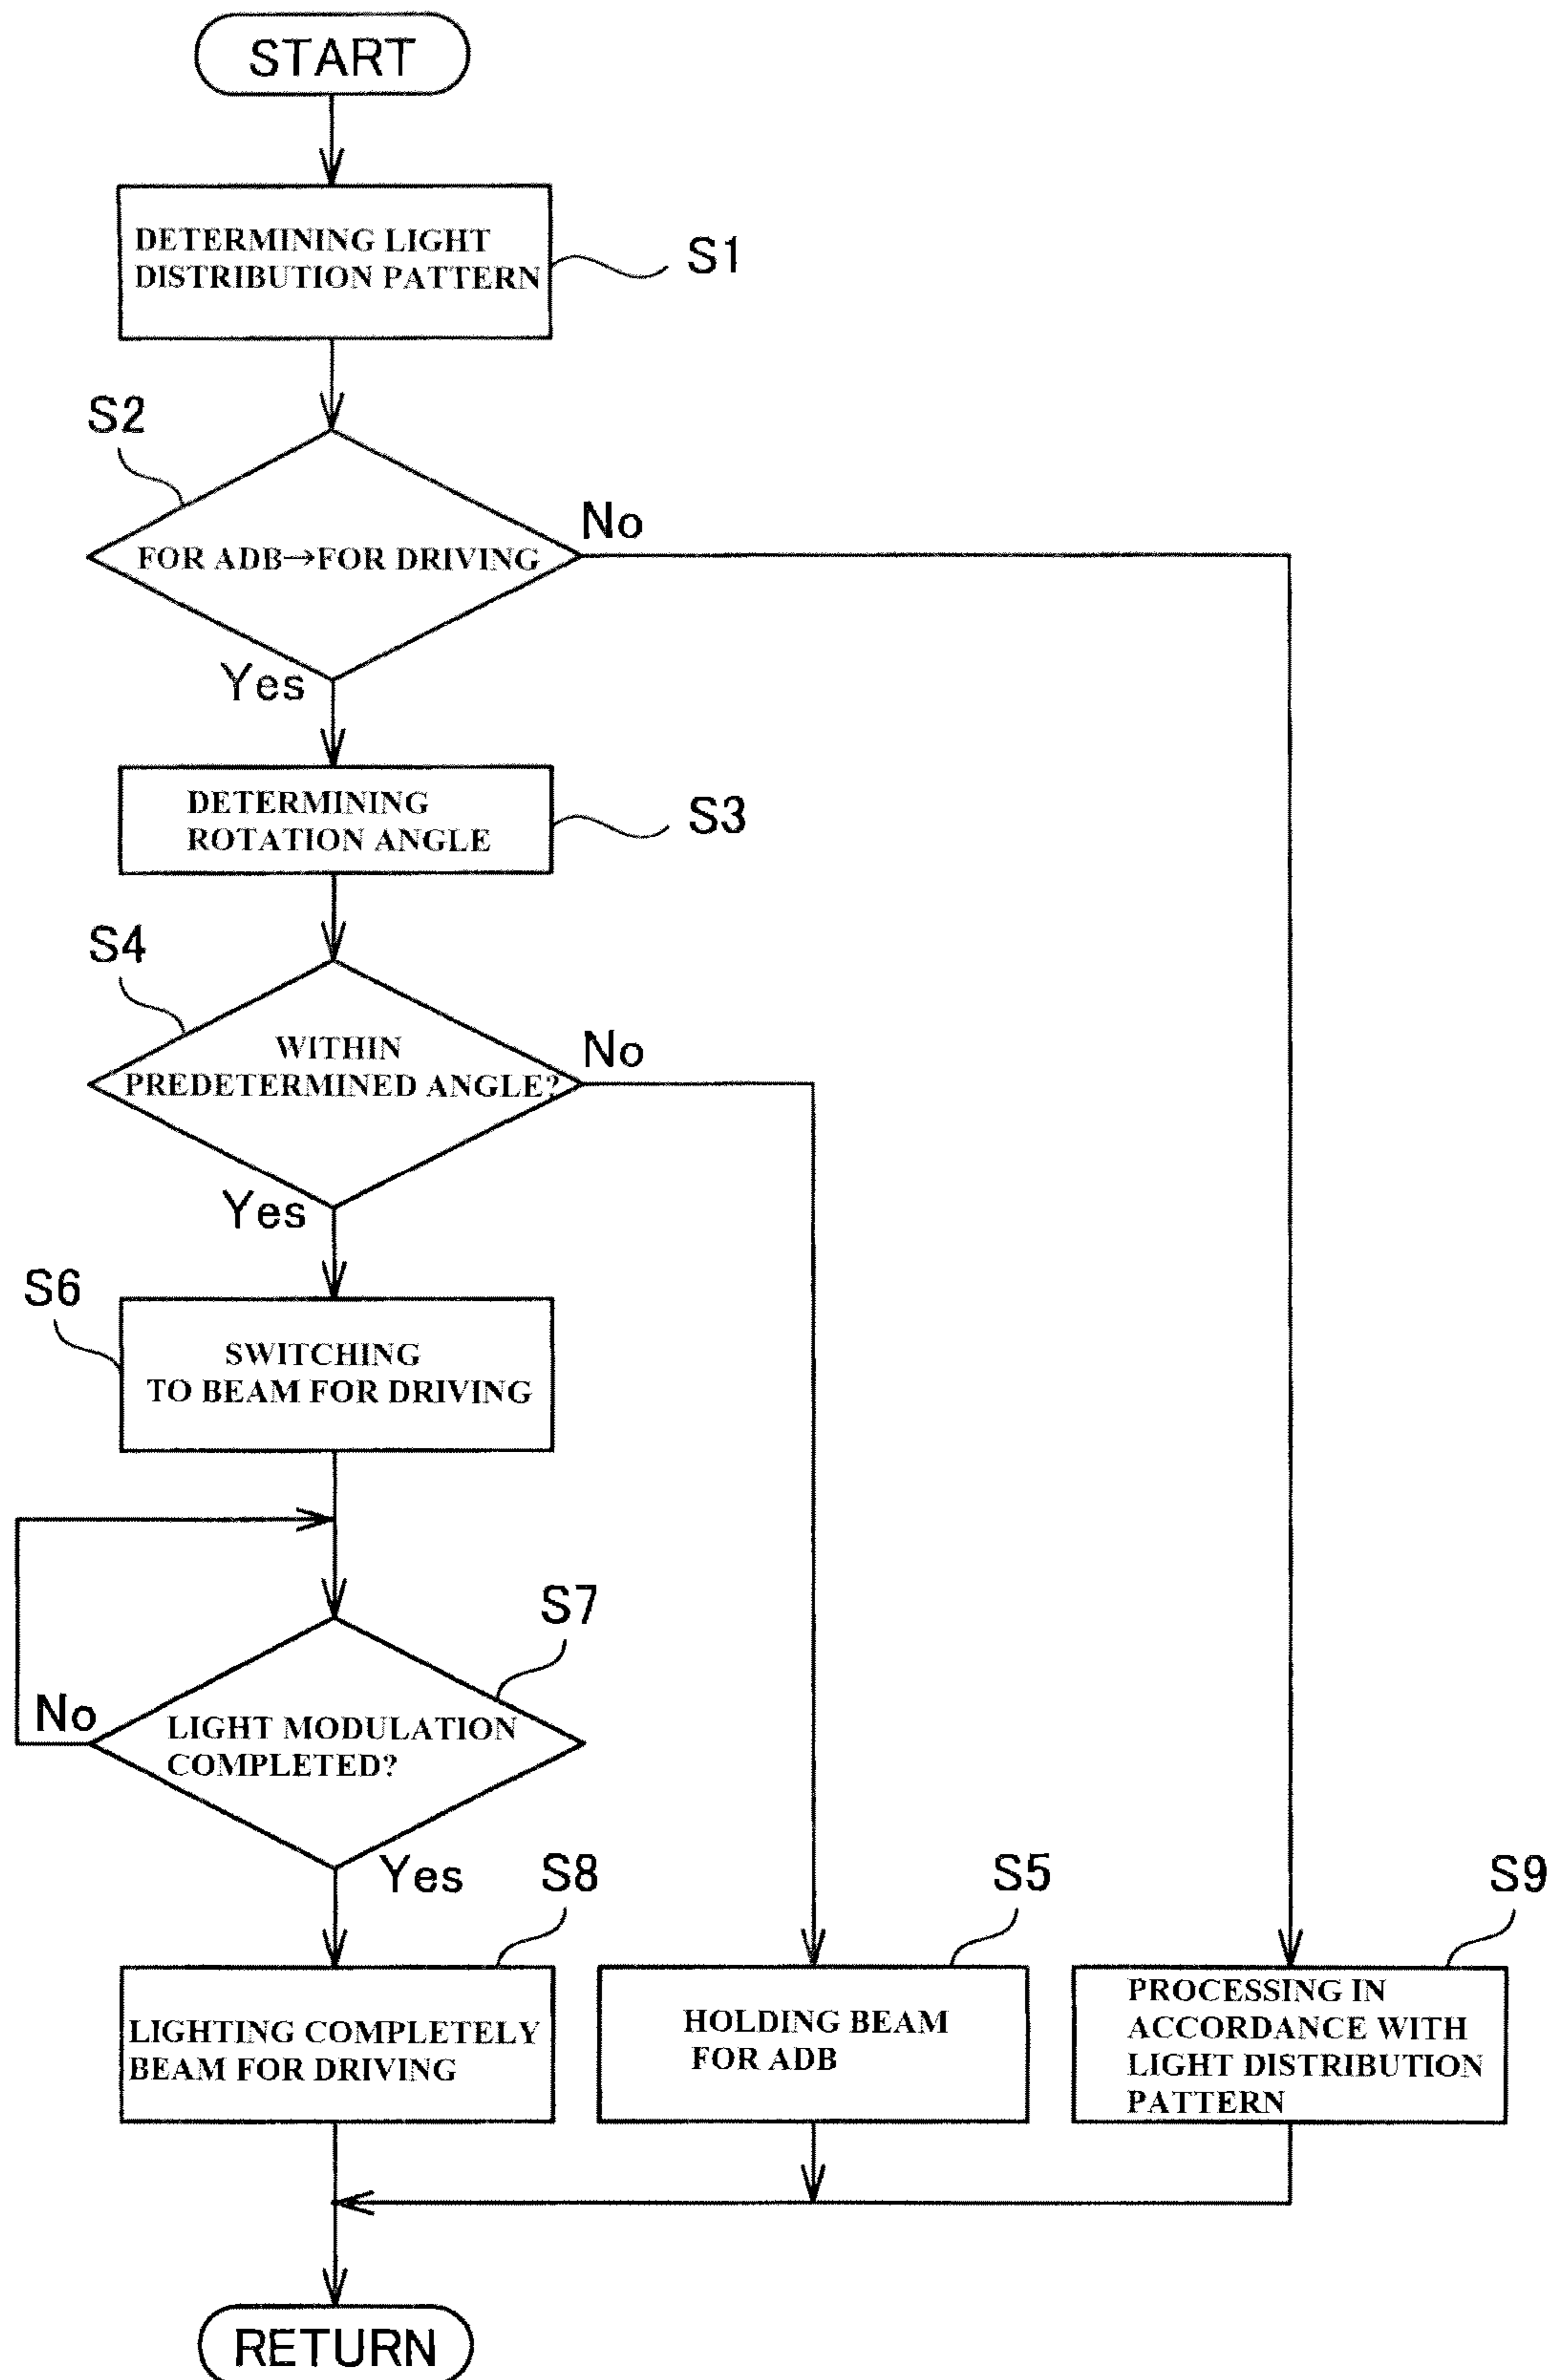 START
DETERMINING LIGHT
DISTRIBUTION PATTERN
S1
S2
FOR ADB→FOR DRIVING
No
Yes
DETERMINING
ROTATION ANGLE
S3
S4
WITHIN
PREDETERMINED ANGLE?
No
Yes
S6
SWITCHING
TO BEAM FOR DRIVING
S7
No
LIGHT MODULATION
COMPLETED?
Yes
S8
S5
S9
LIGHTING COMPLETELY
BEAM FOR DRIVING
HOLDING BEAM
FOR ADB
PROCESSING IN
ACCORDANCE WITH
LIGHT DISTRIBUTION
PATTERN
RETURN